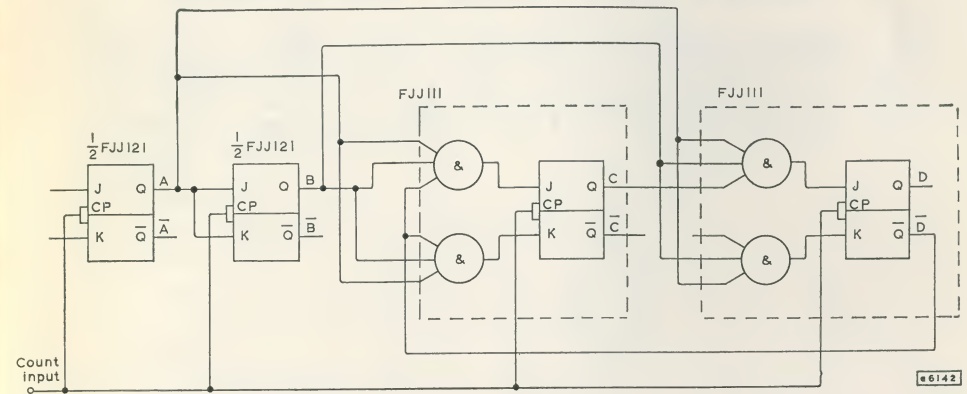 FJJ111
FJJ111
1/2 FJJ121
1/2 FJJ121
A
B
J Q
J Q
&
&
J Q C
J Q D
CP
CP
CP
CP
K Q̅ A̅
K Q̅ B̅
K Q̅ C̅
K Q̅ D̅
&
&
Count
input
e6142